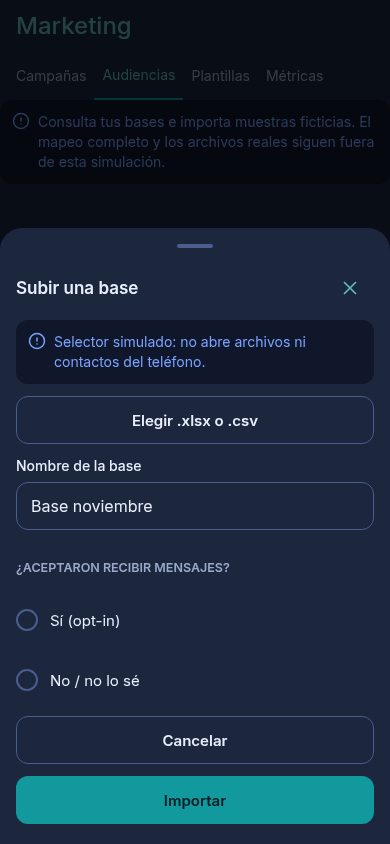 Marketing
Campañas Audiencias Plantillas Métricas
Consulta tus bases e importa muestras ficticias. El
mapeo completo y los archivos reales siguen fuera
de esta simulación.
Subir una base
Selector simulado: no abre archivos ni
contactos del teléfono.
Elegir .xlsx o .csv
Nombre de la base
Base noviembre
¿ACEPTARON RECIBIR MENSAJES?
Sí (opt-in)
No / no lo sé
Cancelar
Importar